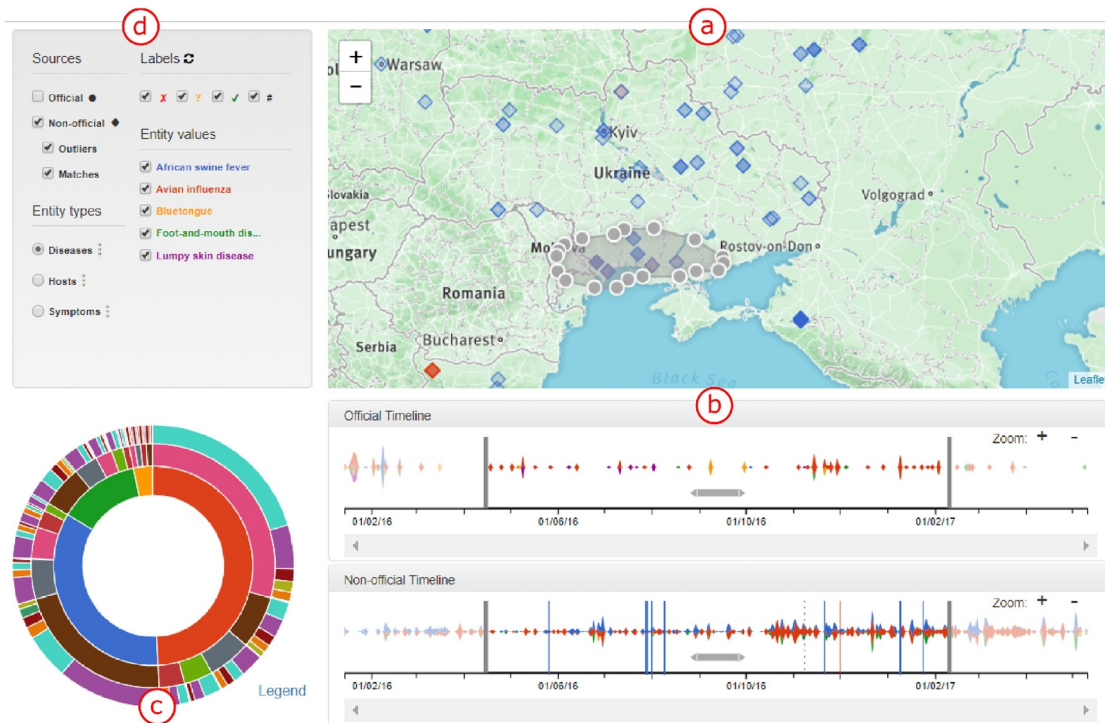 d
Sources
Official
Non-official
Outliers
Matches
Entity types
Diseases
Hosts
Symptoms
Labels
✗ ? ✓ #
Entity values
African swine fever
Avian influenza
Bluetongue
Foot-and-mouth dis...
Lumpy skin disease
a
+
-
Warsaw
Kyiv
Ukraine
Slovakia
apest
ungary
Volgograd
Rostov-on-Don
Romania
Bucharest
Serbia
Black Sea
Leafle
b
Official Timeline
Zoom: + -
01/02/16 01/06/16 01/10/16 01/02/17
Non-official Timeline
Zoom: + -
01/02/16 01/06/16 01/10/16 01/02/17
Legend
c